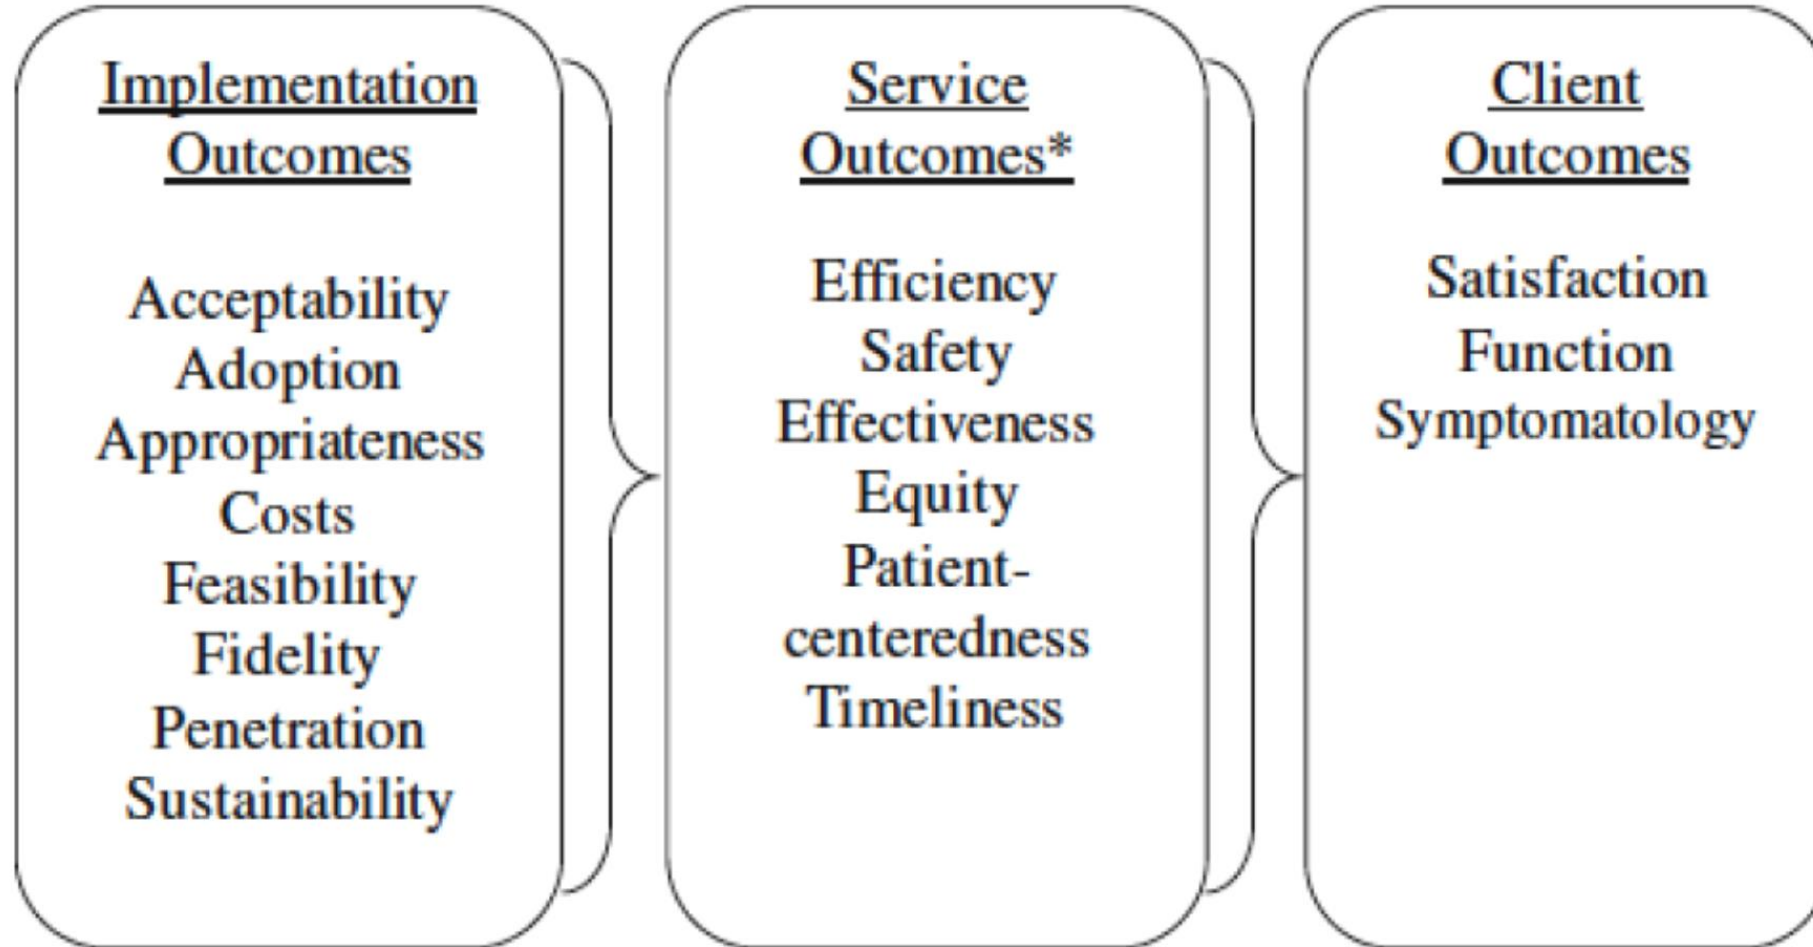 Implementation
Outcomes
Acceptability
Adoption
Appropriateness
Costs
Feasibility
Fidelity
Penetration
Sustainability
Service
Outcomes*
Efficiency
Safety
Effectiveness
Equity
Patient-
centeredness
Timeliness
Client
Outcomes
Satisfaction
Function
Symptomatology